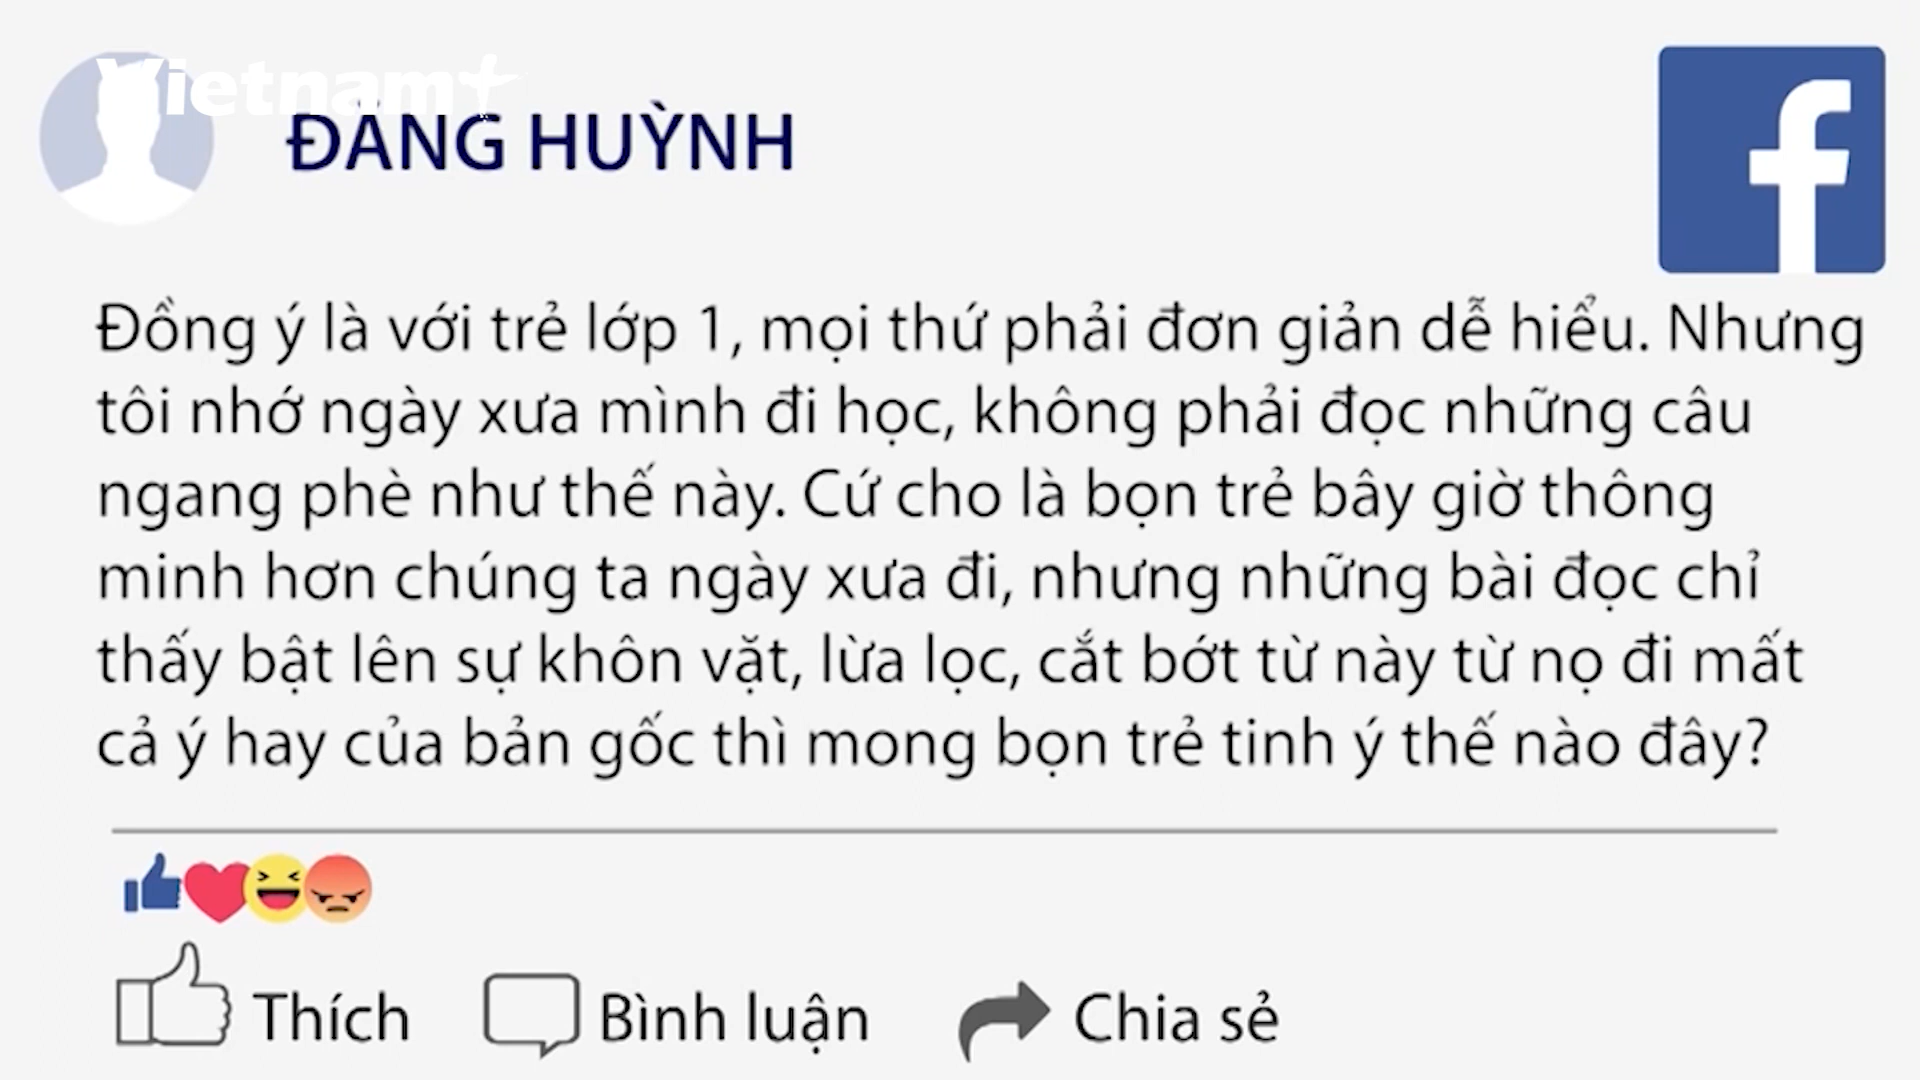 Vietnam+
ĐĂNG HUỲNH
Đồng ý là với trẻ lớp 1, mọi thứ phải đơn giản dễ hiểu. Nhưng
tôi nhớ ngày xưa mình đi học, không phải đọc những câu
ngang phè như thế này. Cứ cho là bọn trẻ bây giờ thông
minh hơn chúng ta ngày xưa đi, nhưng những bài đọc chỉ
thấy bật lên sự khôn vặt, lừa lọc, cắt bớt từ này từ nọ đi mất
cả ý hay của bản gốc thì mong bọn trẻ tinh ý thế nào đây?
Thích
Bình luận
Chia sẻ